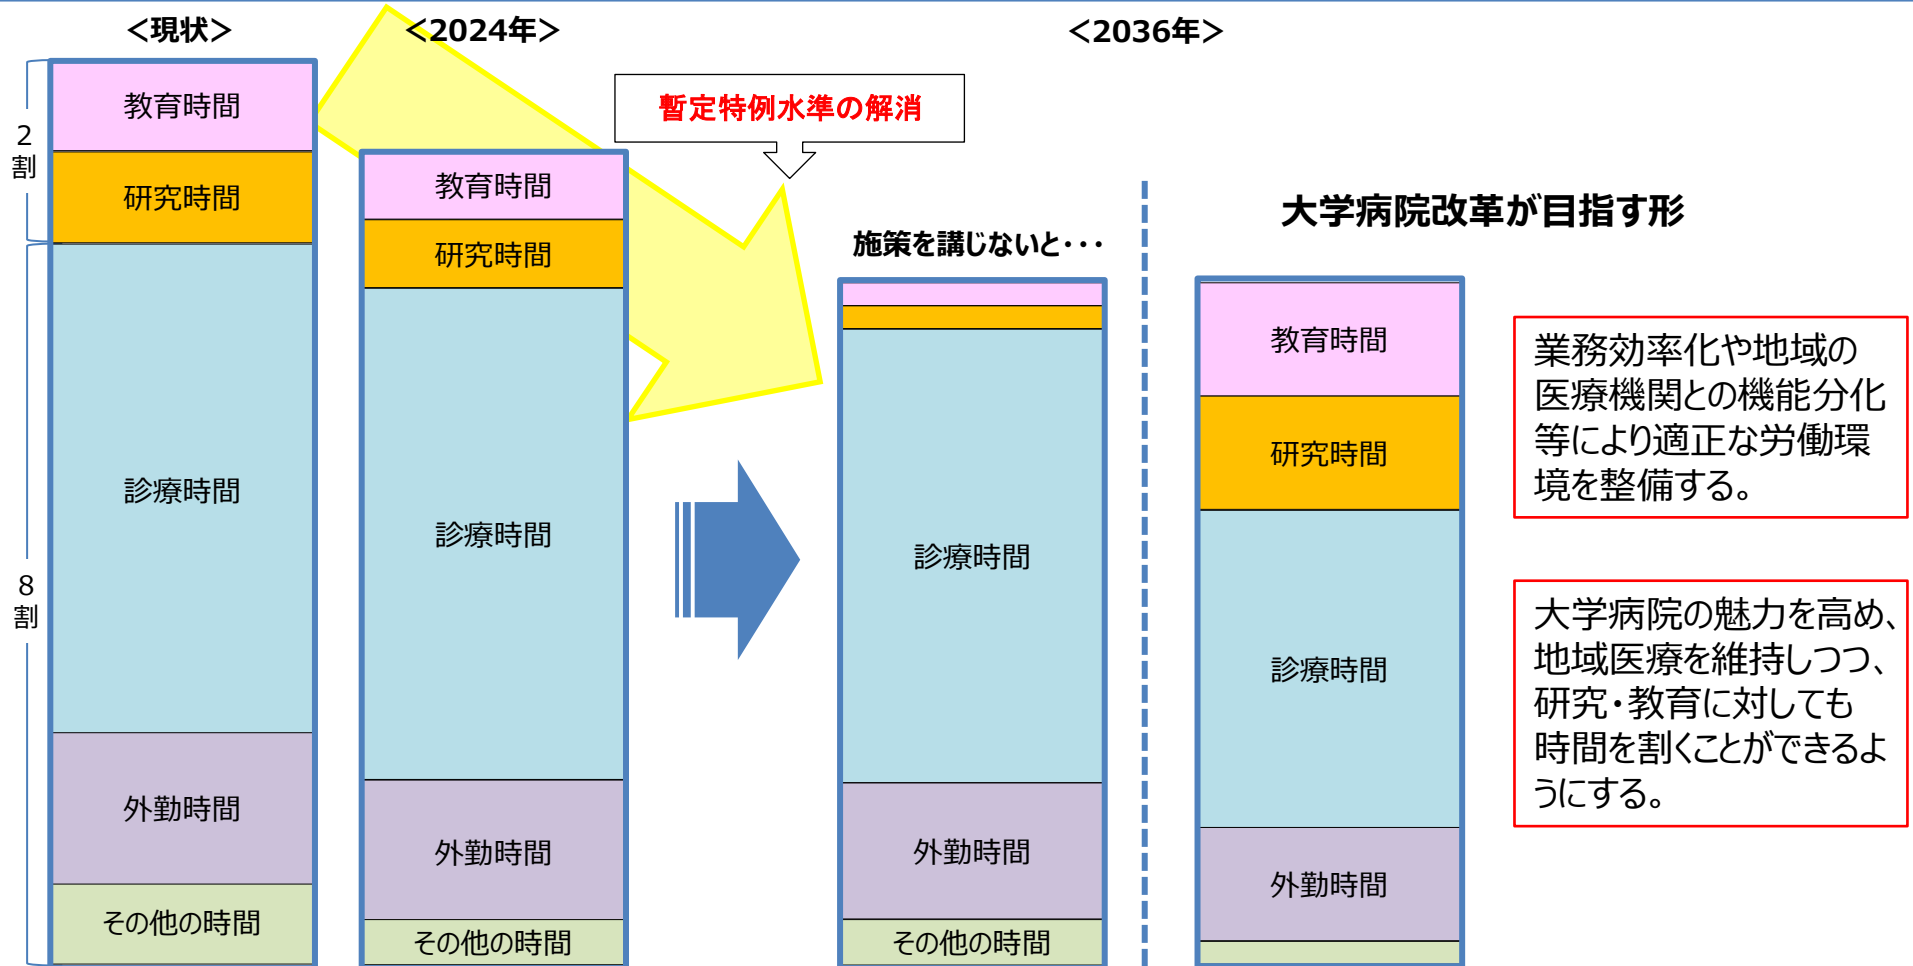 <現状>
<2024年>
<2036年>
2
割
8
割
教育時間
研究時間
診療時間
外勤時間
その他の時間
教育時間
研究時間
診療時間
外勤時間
その他の時間
暫定特例水準の解消
施策を講じないと・・・
診療時間
外勤時間
その他の時間
大学病院改革が目指す形
教育時間
研究時間
診療時間
外勤時間
業務効率化や地域の
医療機関との機能分化
等により適正な労働環
境を整備する。
大学病院の魅力を高め、
地域医療を維持しつつ、
研究・教育に対しても
時間を割くことができるよ
うにする。